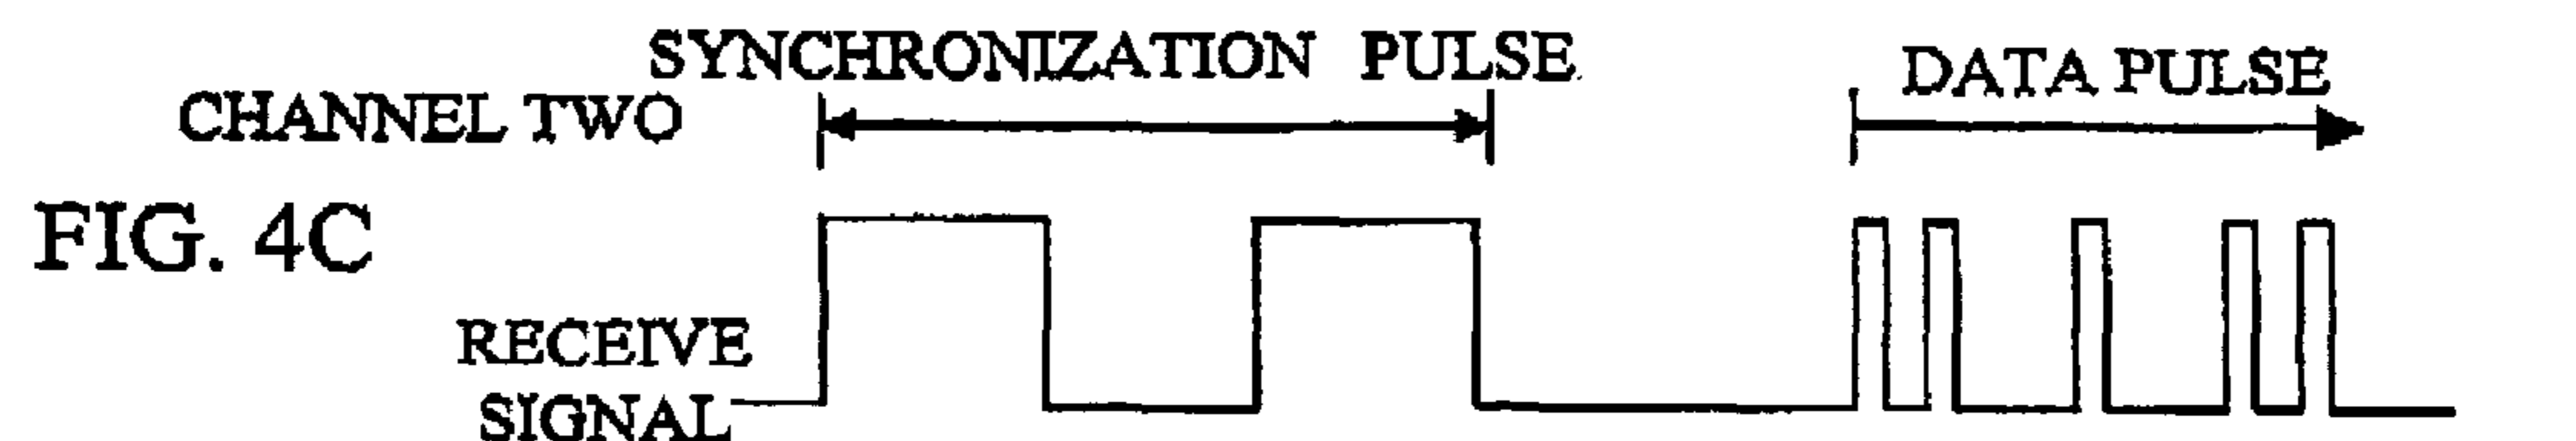 SYNCHRONIZATION PULSE
DATA PULSE
CHANNEL TWO
FIG. 4C
RECEIVE
SIGNAL